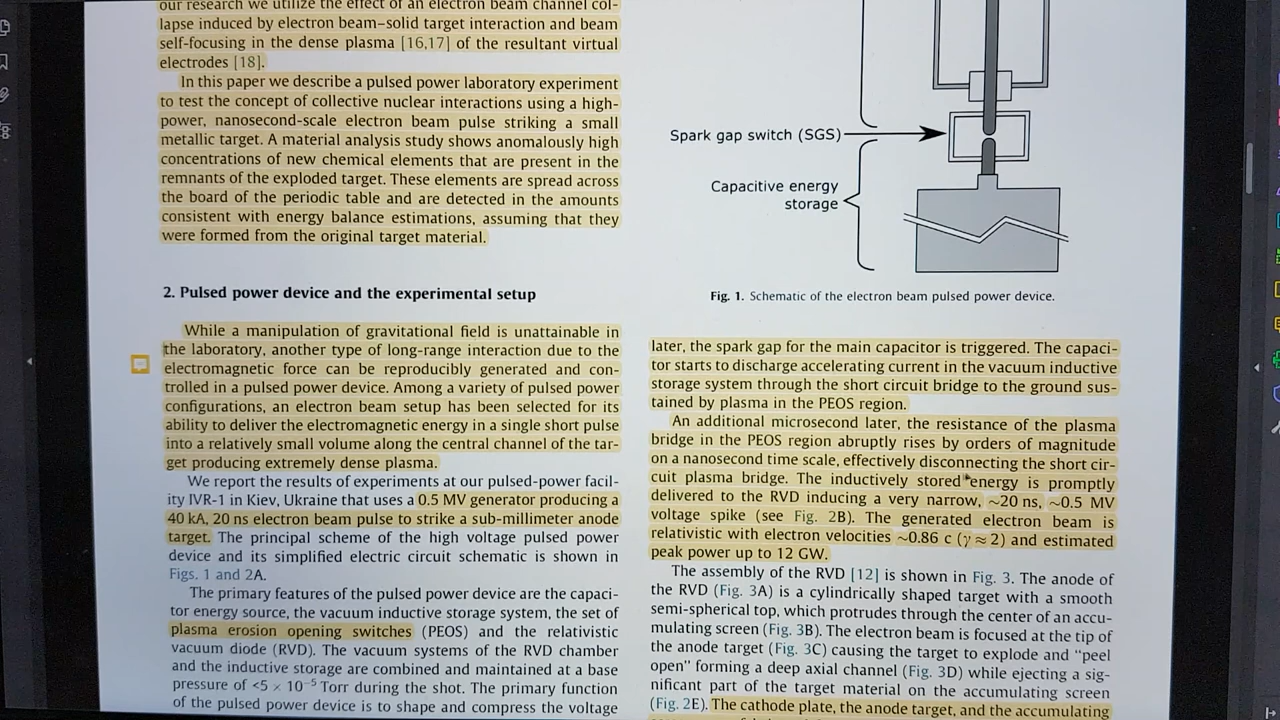 our research we utilize the effect of an electron beam channel col-
lapse induced by electron beam–solid target interaction and beam
self-focusing in the dense plasma [16,17] of the resultant virtual
electrodes [18].
In this paper we describe a pulsed power laboratory experiment
to test the concept of collective nuclear interactions using a high-
power, nanosecond-scale electron beam pulse striking a small
metallic target. A material analysis study shows anomalously high
concentrations of new chemical elements that are present in the
remnants of the exploded target. These elements are spread across
the board of the periodic table and are detected in the amounts
consistent with energy balance estimations, assuming that they
were formed from the original target material.
2. Pulsed power device and the experimental setup
While a manipulation of gravitational field is unattainable in
the laboratory, another type of long-range interaction due to the
electromagnetic force can be reproducibly generated and con-
trolled in a pulsed power device. Among a variety of pulsed power
configurations, an electron beam setup has been selected for its
ability to deliver the electromagnetic energy in a single short pulse
into a relatively small volume along the central channel of the tar-
get producing extremely dense plasma.
We report the results of experiments at our pulsed-power facil-
ity IVR-1 in Kiev, Ukraine that uses a 0.5 MV generator producing a
40 kA, 20 ns electron beam pulse to strike a sub-millimeter anode
target. The principal scheme of the high voltage pulsed power
device and its simplified electric circuit schematic is shown in
Figs. 1 and 2A.
The primary features of the pulsed power device are the capaci-
tor energy source, the vacuum inductive storage system, the set of
plasma erosion opening switches (PEOS) and the relativistic
vacuum diode (RVD). The vacuum systems of the RVD chamber
and the inductive storage are combined and maintained at a base
pressure of <5 × 10⁻⁵ Torr during the shot. The primary function
of the pulsed power device is to shape and compress the voltage
Spark gap switch (SGS)
Capacitive energy
storage
Fig. 1. Schematic of the electron beam pulsed power device.
later, the spark gap for the main capacitor is triggered. The capaci-
tor starts to discharge accelerating current in the vacuum inductive
storage system through the short circuit bridge to the ground sus-
tained by plasma in the PEOS region.
An additional microsecond later, the resistance of the plasma
bridge in the PEOS region abruptly rises by orders of magnitude
on a nanosecond time scale, effectively disconnecting the short cir-
cuit plasma bridge. The inductively stored energy is promptly
delivered to the RVD inducing a very narrow, ~20 ns, ~0.5 MV
voltage spike (see Fig. 2B). The generated electron beam is
relativistic with electron velocities ~0.86 c (γ ≈ 2) and estimated
peak power up to 12 GW.
The assembly of the RVD [12] is shown in Fig. 3. The anode of
the RVD (Fig. 3A) is a cylindrically shaped target with a smooth
semi-spherical top, which protrudes through the center of an accu-
mulating screen (Fig. 3B). The electron beam is focused at the tip of
the anode target (Fig. 3C) causing the target to explode and "peel
open" forming a deep axial channel (Fig. 3D) while ejecting a sig-
nificant part of the target material on the accumulating screen
(Fig. 2E). The cathode plate, the anode target, and the accumulating